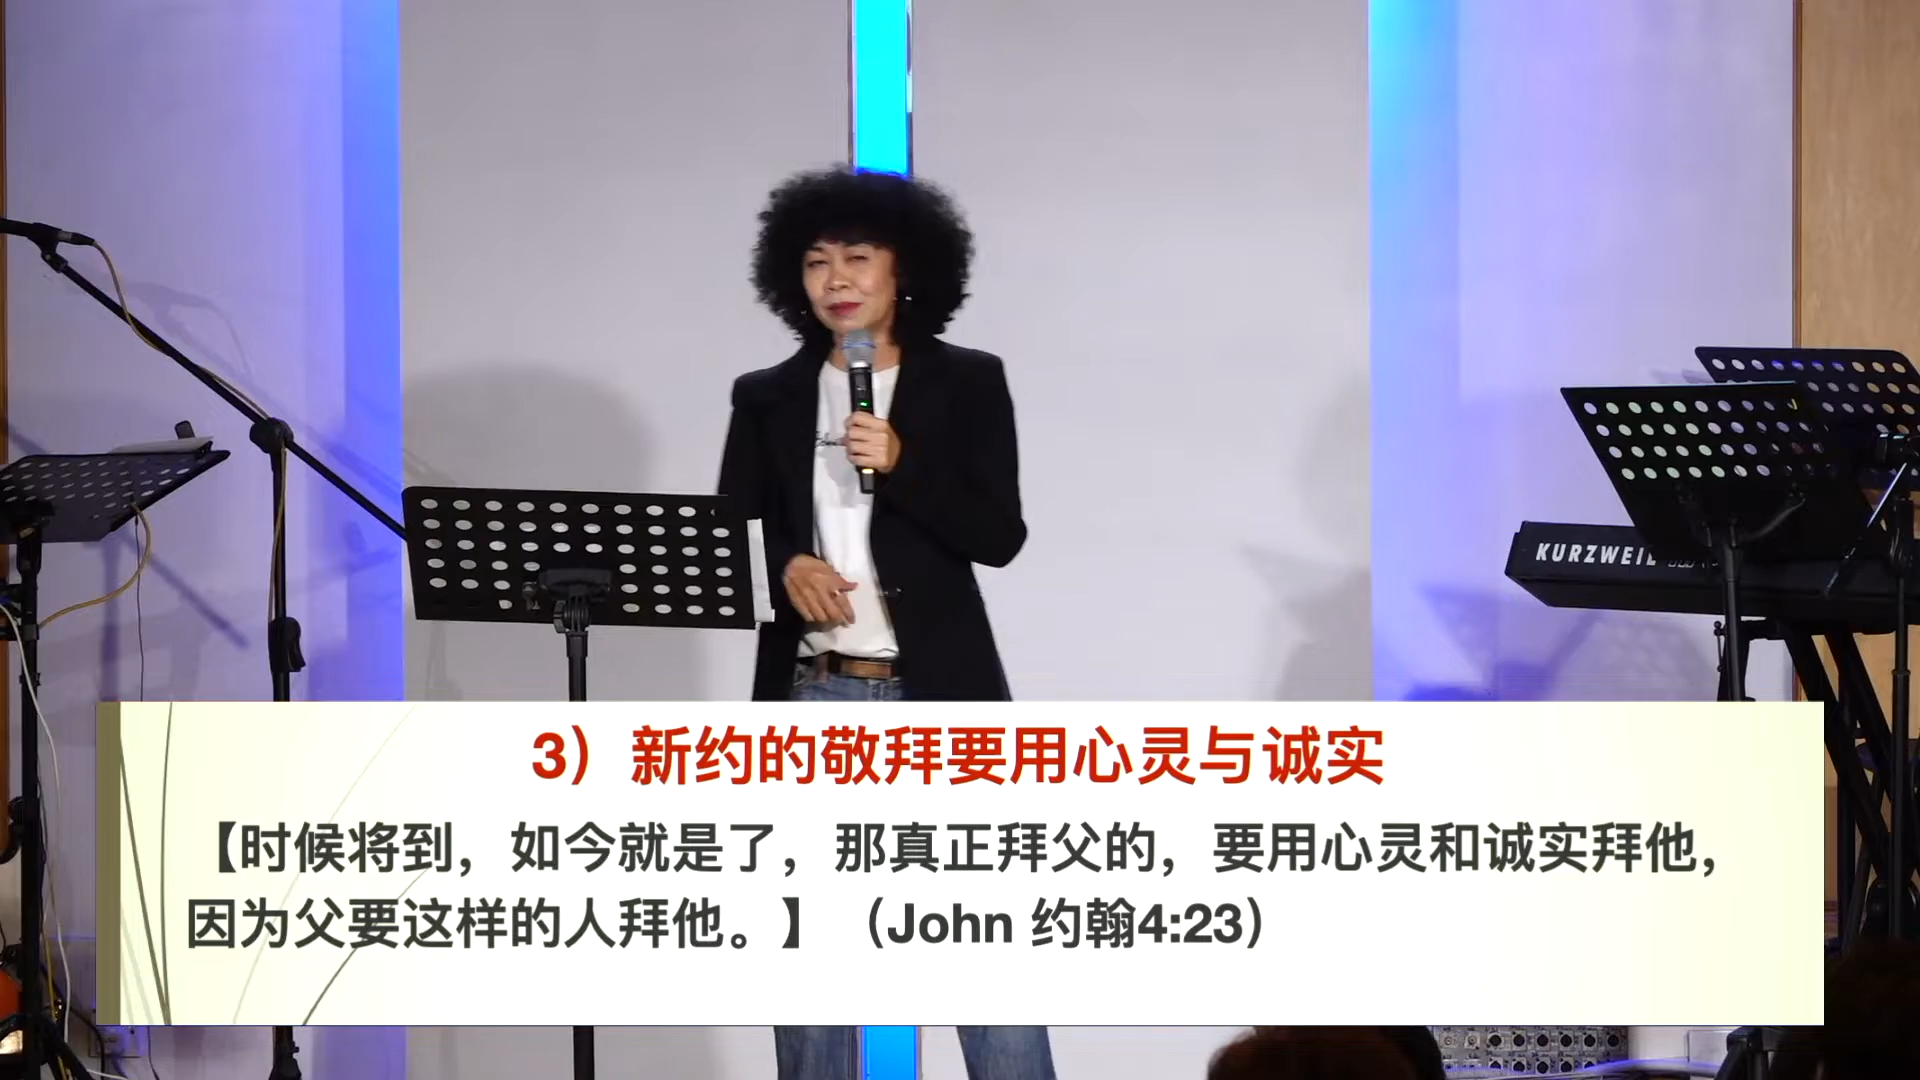 KURZWEIL
3）新约的敬拜要用心灵与诚实
【时候将到，如今就是了，那真正拜父的，要用心灵和诚实拜他，
因为父要这样的人拜他。】（John 约翰4:23）